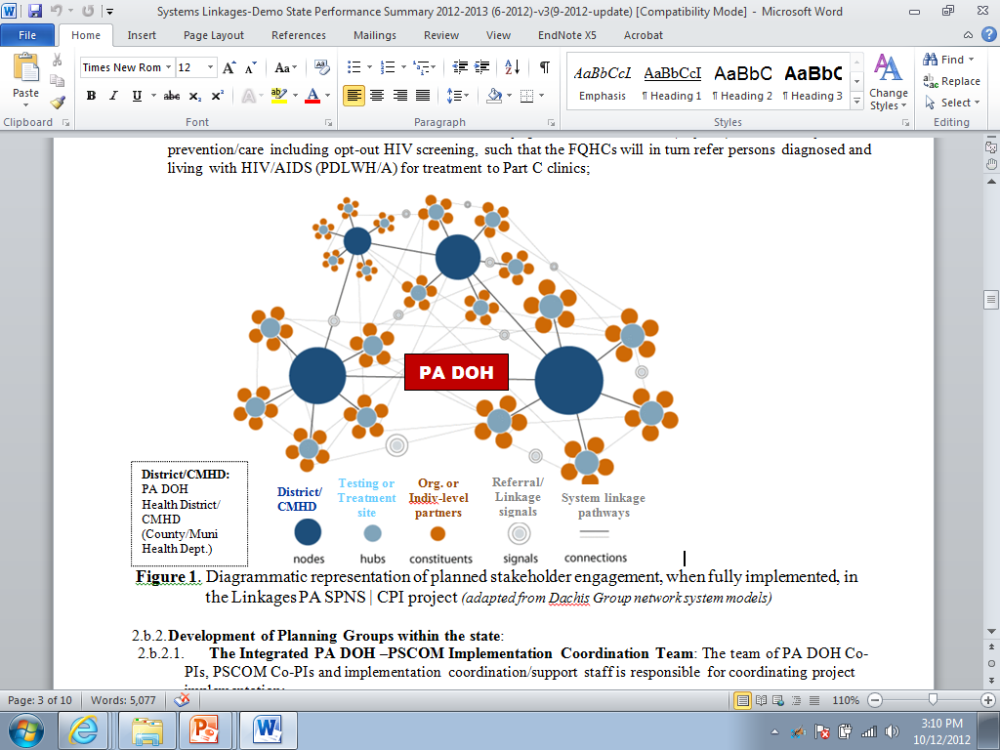 Systems Linkages-Demo State Performance Summary 2012-2013 (6-2012)-v3(9-2012-update) [Compatibility Mode] - Microsoft Word
File Home Insert Page Layout References Mailings Review View EndNote X5 Acrobat
Paste
Times New Rom 12
AaBbCcI AaBbCcI AaBbC AaBbC
Emphasis ¶ Heading 1 ¶ Heading 2 ¶ Heading 3
Change Styles
Find
Replace
Select
Clipboard Font Paragraph Styles Editing
prevention/care including opt-out HIV screening, such that the FQHCs will in turn refer persons diagnosed and
living with HIV/AIDS (PDLWH/A) for treatment to Part C clinics;
PA DOH
District/CMHD:
PA DOH
Health District/
CMHD
(County/Muni
Health Dept.)
District/
CMHD
nodes
Testing or
Treatment
site
hubs
Org. or
Indiv-level
partners
constituents
Referral/
Linkage
signals
signals
System linkage
pathways
connections
Figure 1. Diagrammatic representation of planned stakeholder engagement, when fully implemented, in
the Linkages PA SPNS | CPI project (adapted from Dachis Group network system models)
2.b.2. Development of Planning Groups within the state:
2.b.2.1. The Integrated PA DOH –PSCOM Implementation Coordination Team: The team of PA DOH Co-
PIs, PSCOM Co-PIs and implementation coordination/support staff is responsible for coordinating project
Page: 3 of 10 Words: 5,077 110%
3:10 PM
10/12/2012